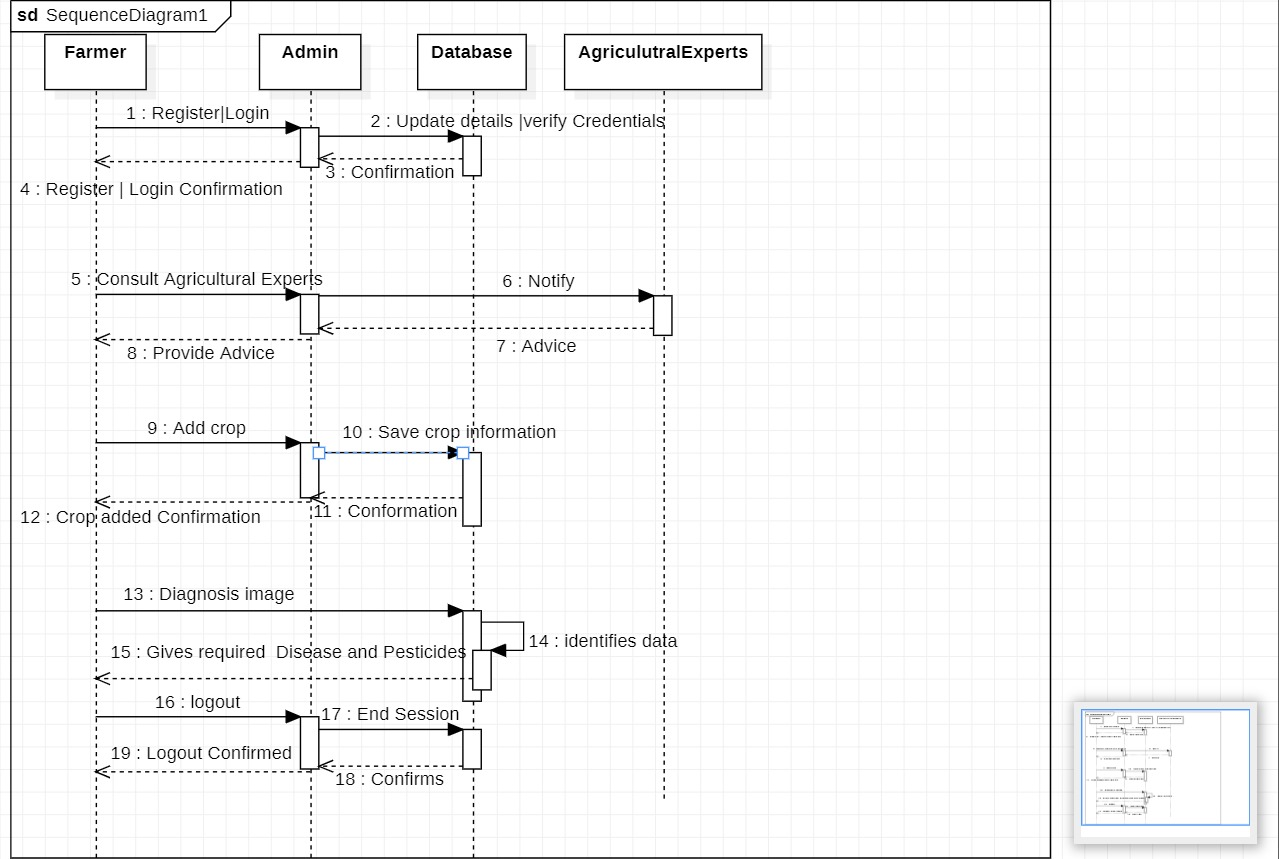 sd SequenceDiagram1
Farmer
Admin
Database
AgriculutralExperts
1 : Register|Login
2 : Update details |verify Credentials
3 : Confirmation
4 : Register | Login Confirmation
5 : Consult Agricultural Experts
6 : Notify
7 : Advice
8 : Provide Advice
9 : Add crop
10 : Save crop information
11 : Conformation
12 : Crop added Confirmation
13 : Diagnosis image
14 : identifies data
15 : Gives required  Disease and Pesticides
16 : logout
17 : End Session
19 : Logout Confirmed
18 : Confirms